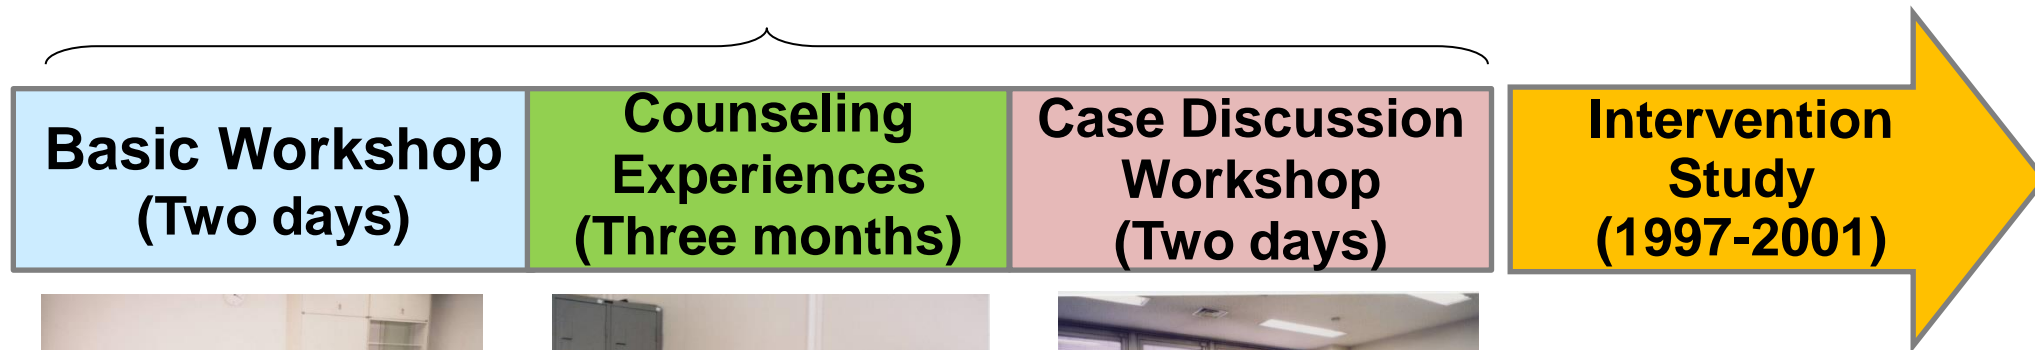 Basic Workshop
(Two days)
Counseling
Experiences
(Three months)
Case Discussion
Workshop
(Two days)
Intervention
Study
(1997-2001)